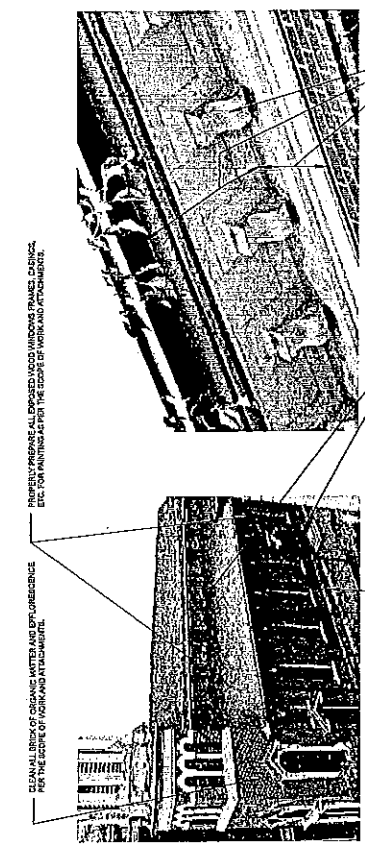 CLEAN ALL BRICK OF ORGANIC MATTER AND EFFLORESCENCE
PER THE SCOPE OF WORK AND ATTACHMENTS.
PROPERLY PREPARE ALL EXPOSED WOOD WINDOWS FRAMES, CASINGS,
ETC. FOR PAINTING AS PER THE SCOPE OF WORK AND ATTACHMENTS.